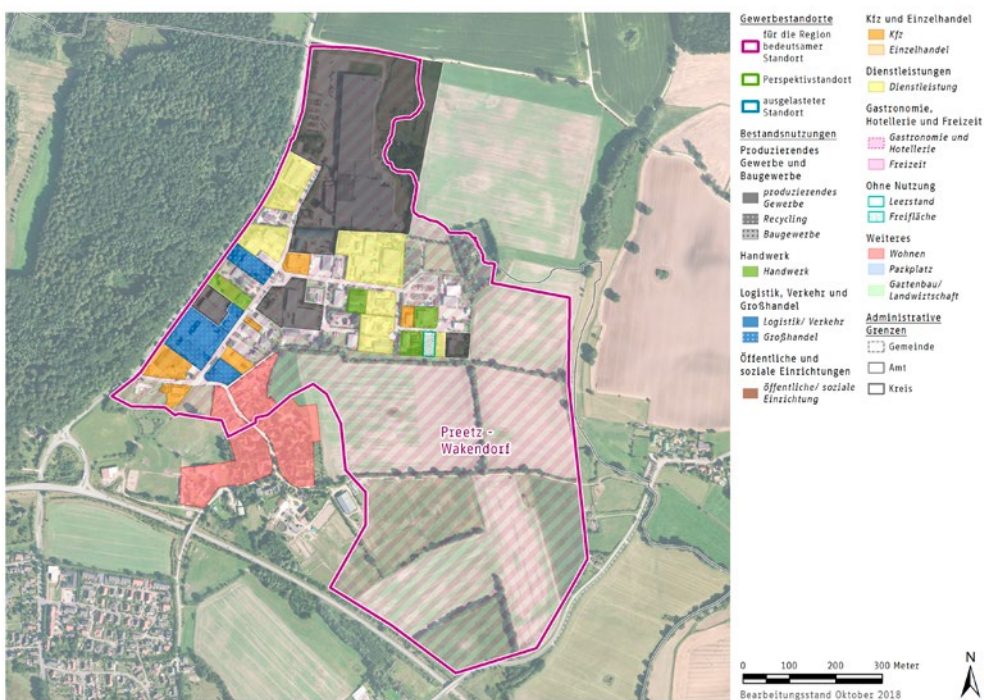 Preetz -
Wakendorf
Gewerbestandorte
für die Region
bedeutsamer
Standort
Perspektivstandort
ausgelasteter
Standort
Bestandsnutzungen
Produzierendes
Gewerbe und
Baugewerbe
produzierendes
Gewerbe
Recycling
Baugewerbe
Handwerk
Handwerk
Logistik, Verkehr und
Großhandel
Logistik/ Verkehr
Großhandel
Öffentliche und
soziale Einrichtungen
öffentliche/ soziale
Einrichtung
Kfz und Einzelhandel
Kfz
Einzelhandel
Dienstleistungen
Dienstleistung
Gastronomie,
Hotellerie und Freizeit
Gastronomie und
Hotellerie
Freizeit
Ohne Nutzung
Leerstand
Freifläche
Weiteres
Wohnen
Parkplatz
Gartenbau/
Landwirtschaft
Administrative
Grenzen
Gemeinde
Amt
Kreis
N
0 100 200 300 Meter
Bearbeitungsstand Oktober 2018